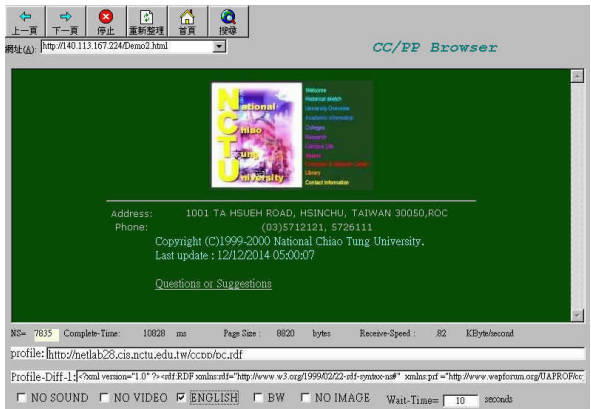 上一頁 下一頁 停止 重新整理 首頁 搜尋
網址(A): http://140.113.167.224/Demo2.html
CC/PP Browser
National
Chiao
Tung
University
Welcome
Historical sketch
University Overview
Academic information
Colleges
Research
Campus Life
Computer & Network Center
Library
Contact Information
Address: 1001 TA HSUEH ROAD, HSINCHU, TAIWAN 30050,ROC
Phone: (03)5712121, 5726111
Copyright (C)1999-2000 National Chiao Tung University.
Last update : 12/12/2014 05:00:07
Questions or Suggestions
NS= 7835 Complete-Time: 10828 ms Page Size : 8820 bytes Receive-Speed : .82 KByte/second
profile: http://netlab28.cis.nctu.edu.tw/ccpp/pc.rdf
Profile-Diff-1: <?xml version="1.0" ?><rdf:RDF xmlns:rdf="http://www.w3.org/1999/02/22-rdf-syntax-ns#" xmlns:prf ="http://www.wapforum.org/UAPROF/cc
NO SOUND NO VIDEO ENGLISH BW NO IMAGE Wait-Time= 10 seconds